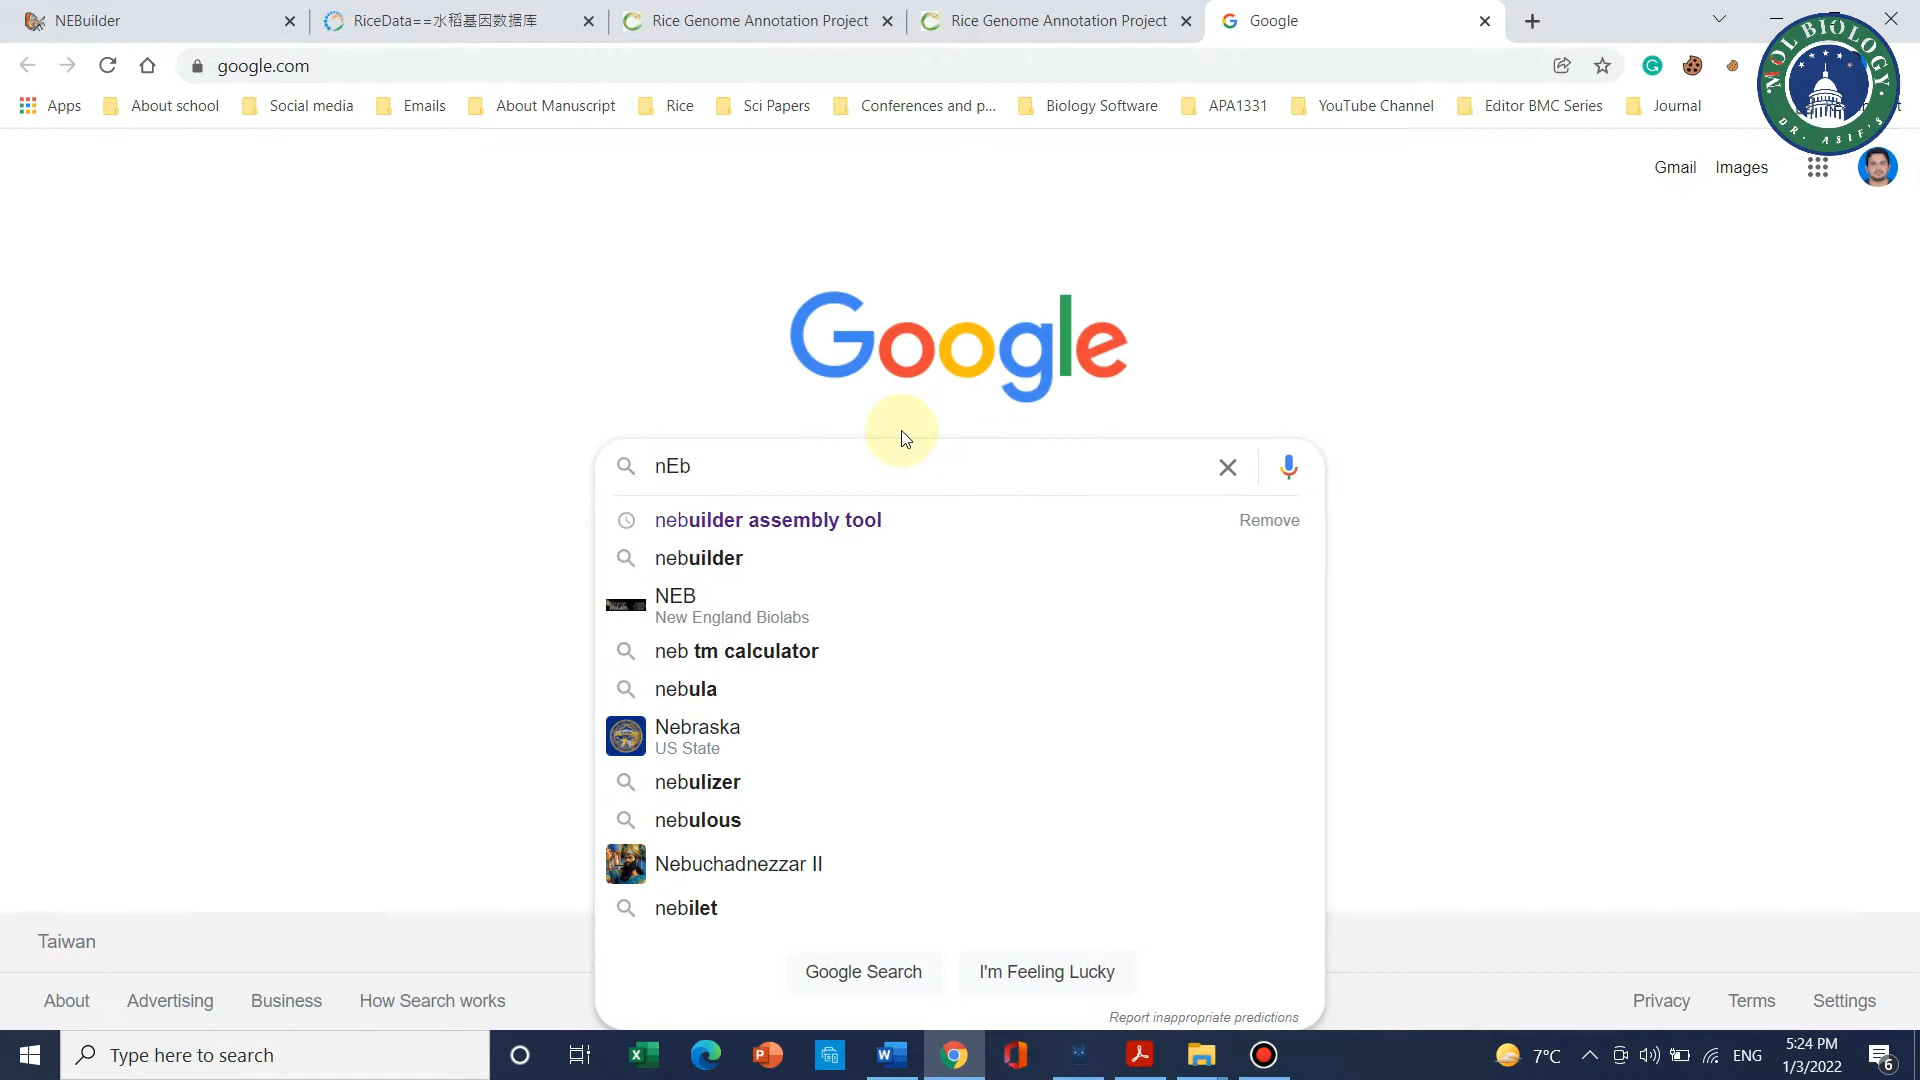 NEBuilder
RiceData==水稻基因数据库
Rice Genome Annotation Project
Rice Genome Annotation Project
Google
google.com
Apps
About school
Social media
Emails
About Manuscript
Rice
Sci Papers
Conferences and p...
Biology Software
APA1331
YouTube Channel
Editor BMC Series
Journal
MOL BIOLOGY
DR. ASIF'S
Gmail
Images
Google
nEb
nebuilder assembly tool
Remove
nebuilder
NEB
New England Biolabs
neb tm calculator
nebula
Nebraska
US State
nebulizer
nebulous
Nebuchadnezzar II
nebilet
Google Search
I'm Feeling Lucky
Report inappropriate predictions
Taiwan
About
Advertising
Business
How Search works
Privacy
Terms
Settings
Type here to search
7°C
ENG
5:24 PM
1/3/2022
6